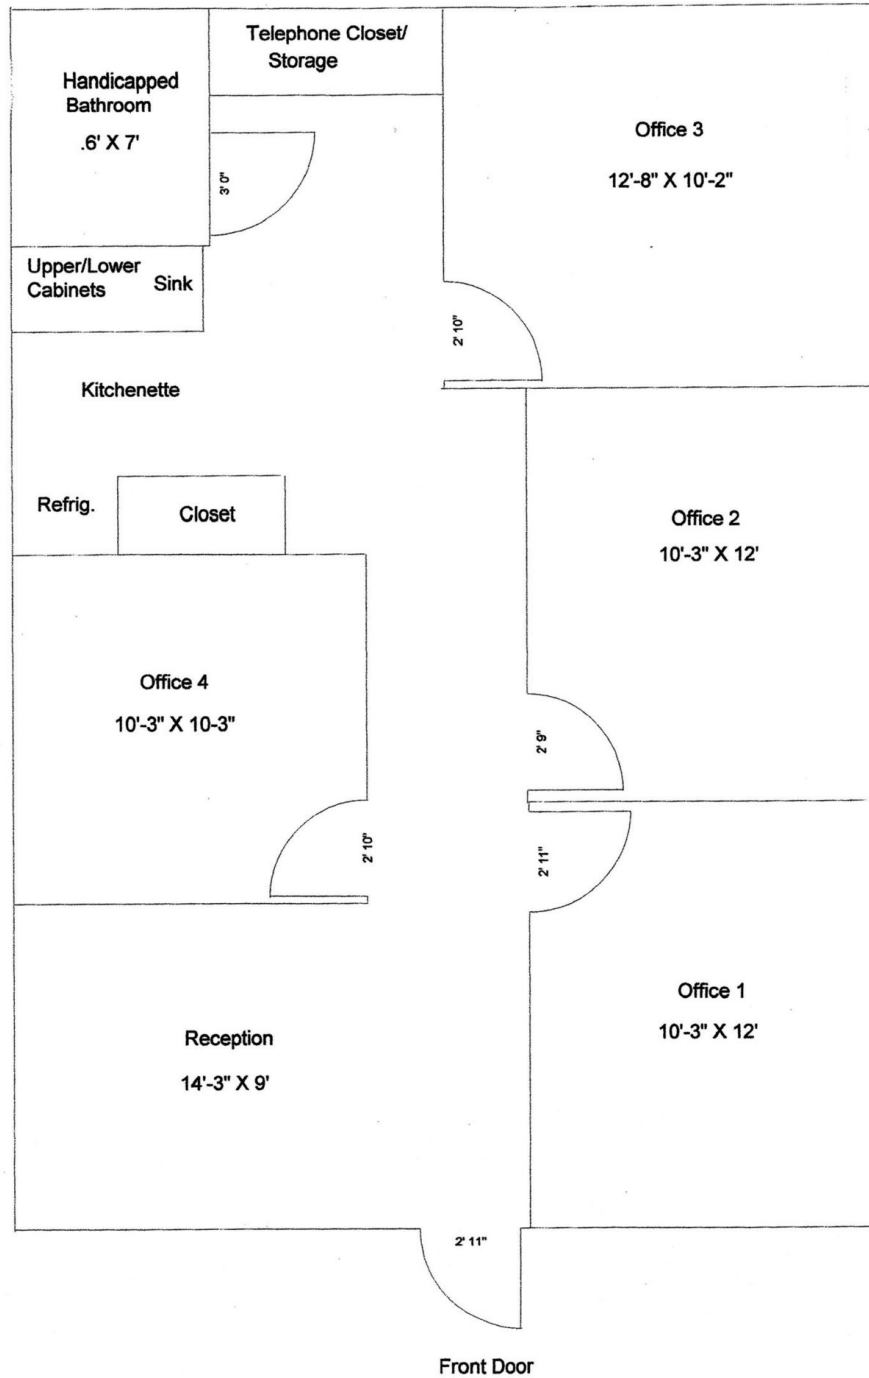 Telephone Closet/
Storage
Handicapped
Bathroom
.6' X 7'
3' 0"
Office 3
12'-8" X 10'-2"
Upper/Lower
Cabinets
Sink
2' 10"
Kitchenette
Refrig.
Closet
Office 2
10'-3" X 12'
Office 4
10'-3" X 10-3"
2' 9"
2' 10"
2' 11"
Office 1
10'-3" X 12'
Reception
14'-3" X 9'
2' 11"
Front Door